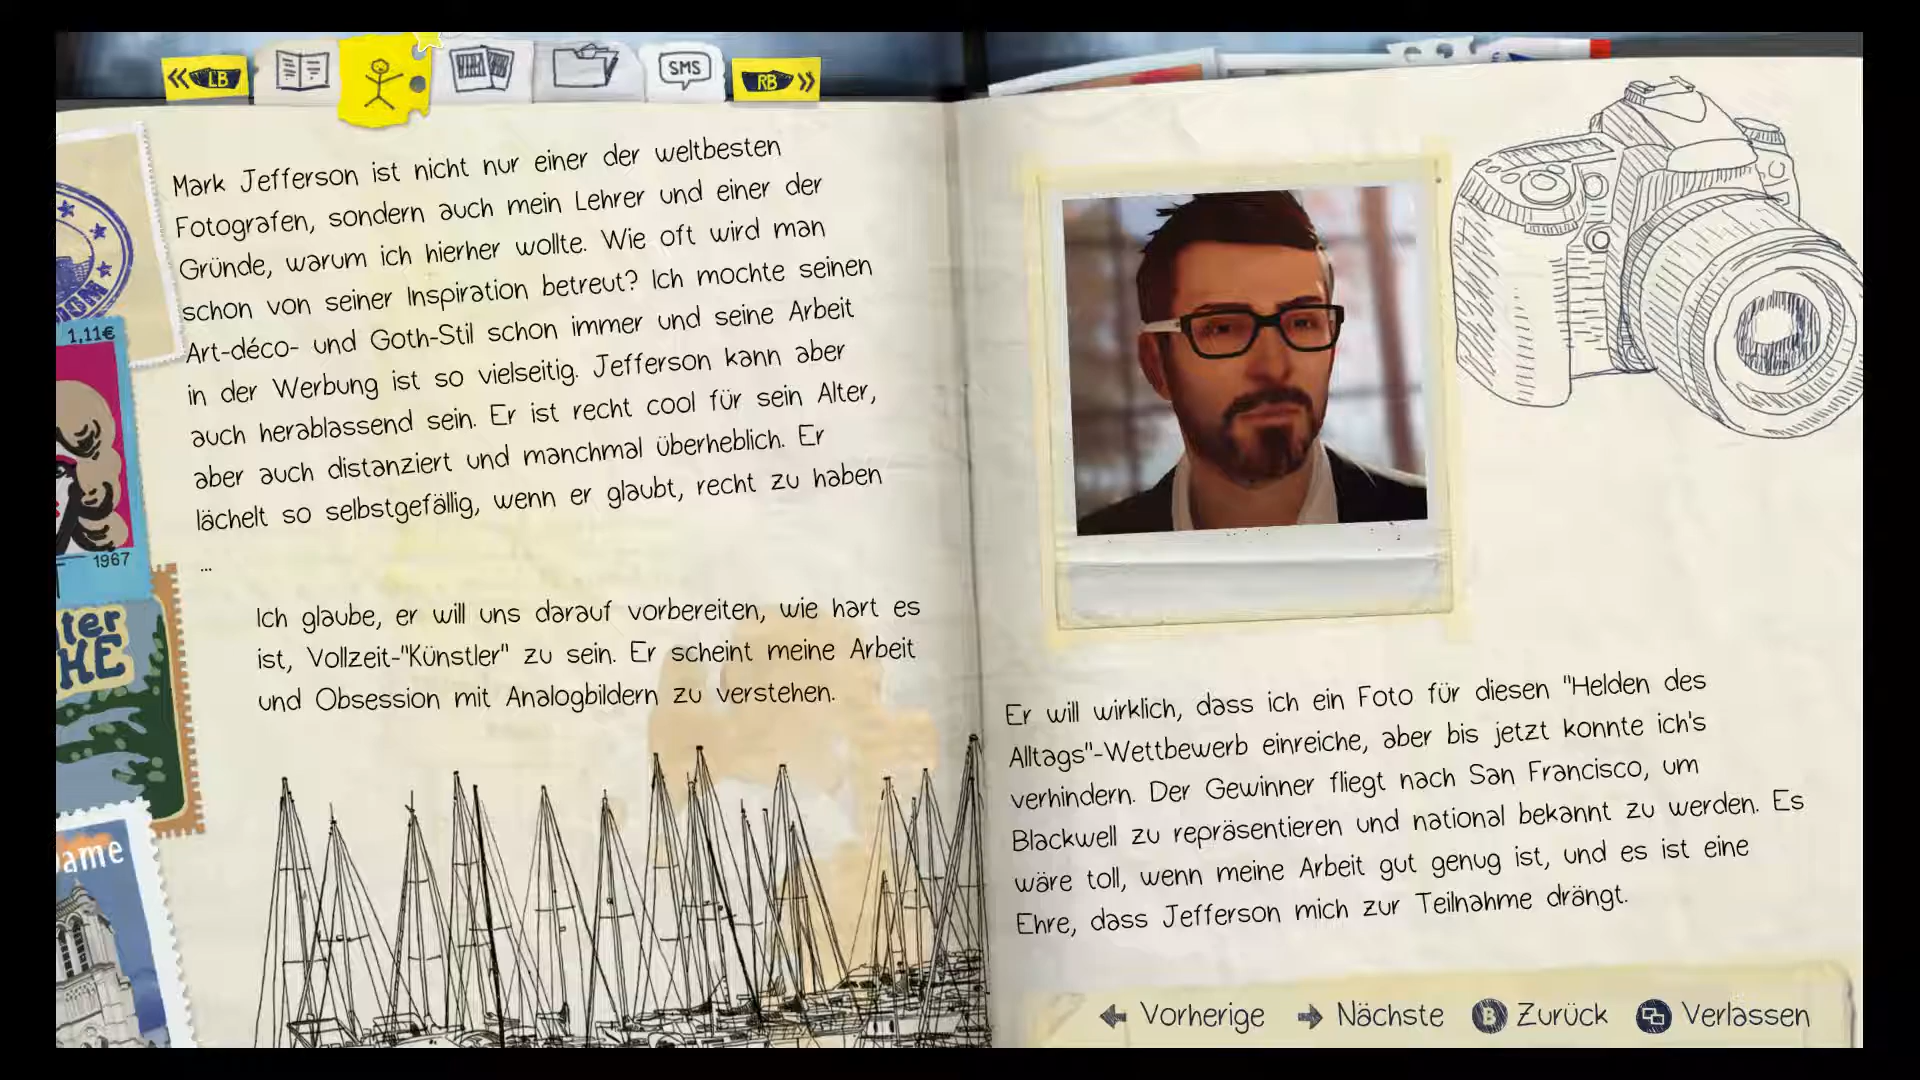 LB
SMS
RB
Mark Jefferson ist nicht nur einer der weltbesten
Fotografen, sondern auch mein Lehrer und einer der
Gründe, warum ich hierher wollte. Wie oft wird man
schon von seiner Inspiration betreut? Ich mochte seinen
Art-déco- und Goth-Stil schon immer und seine Arbeit
in der Werbung ist so vielseitig. Jefferson kann aber
auch herablassend sein. Er ist recht cool für sein Alter,
aber auch distanziert und manchmal überheblich. Er
lächelt so selbstgefällig, wenn er glaubt, recht zu haben
...
Ich glaube, er will uns darauf vorbereiten, wie hart es
ist, Vollzeit-"Künstler" zu sein. Er scheint meine Arbeit
und Obsession mit Analogbildern zu verstehen.
1,11€
1967
ter
HE
ame
Er will wirklich, dass ich ein Foto für diesen "Helden des
Alltags"-Wettbewerb einreiche, aber bis jetzt konnte ich's
verhindern. Der Gewinner fliegt nach San Francisco, um
Blackwell zu repräsentieren und national bekannt zu werden. Es
wäre toll, wenn meine Arbeit gut genug ist, und es ist eine
Ehre, dass Jefferson mich zur Teilnahme drängt.
Vorherige Nächste B Zurück Verlassen